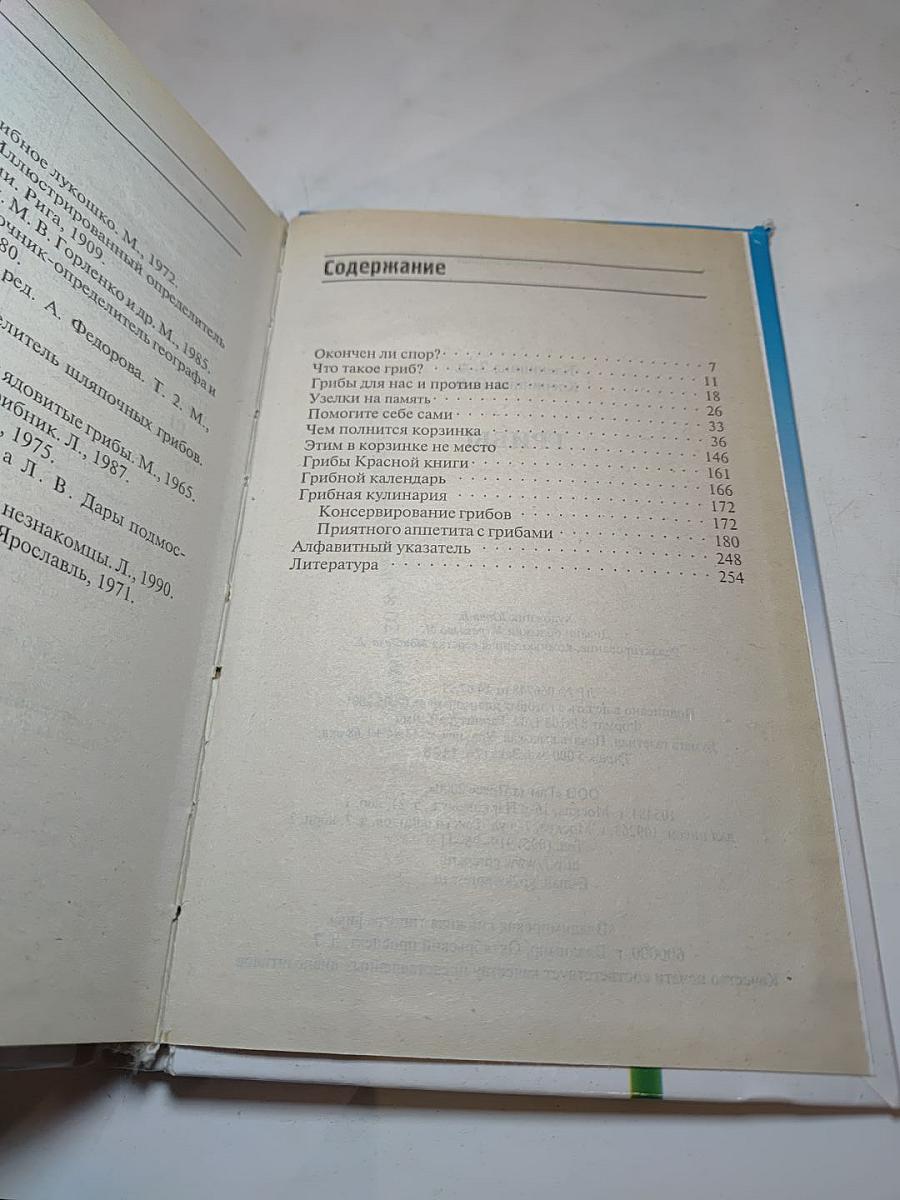 ибное лукошко. М., 1972.
Иллюстрированный определитель
и. Рига, 1909.
М. В. Горленко и др. М., 1985.
очник-определитель географа и
80.
ред. А. Федорова. Т. 2. М.,
елитель шляпочных грибов.
ядовитые грибы. М., 1965.
рибник. Л., 1987.
, 1975.
а Л. В. Дары подмос-
незнакомцы. Л., 1990.
Ярославль, 1971.
Содержание
Окончен ли спор? 7
Что такое гриб? 11
Грибы для нас и против нас 18
Узелки на память 26
Помогите себе сами 33
Чем полнится корзинка 36
Этим в корзинке не место 146
Грибы Красной книги 161
Грибной календарь 166
Грибная кулинария 172
Консервирование грибов 172
Приятного аппетита с грибами 180
Алфавитный указатель 248
Литература 254